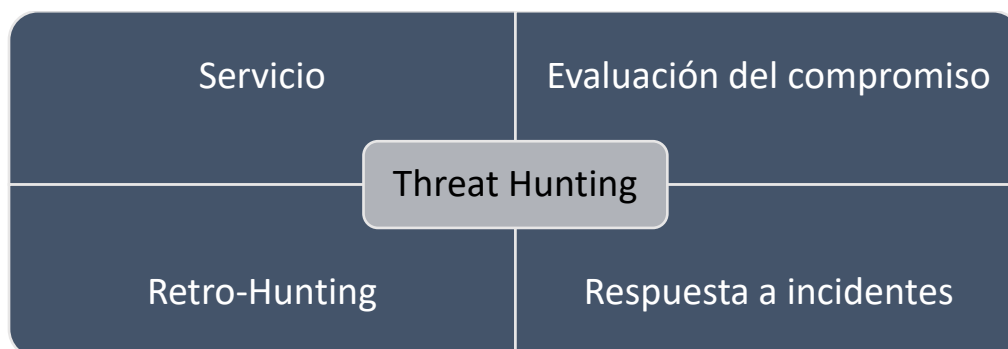 Servicio
Evaluación del compromiso
Threat Hunting
Retro-Hunting
Respuesta a incidentes